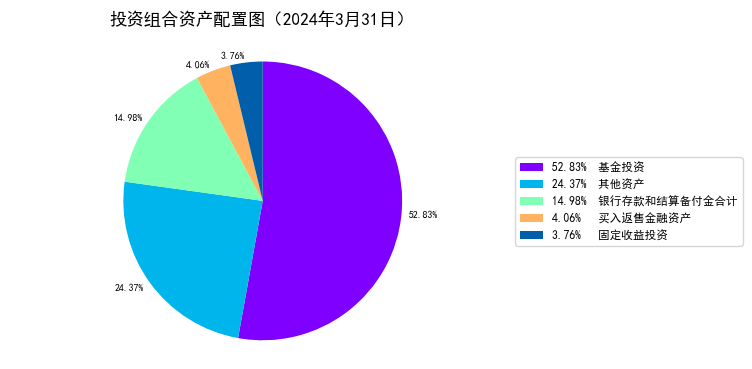 投资组合资产配置图（2024年3月31日）
3.76%
4.06%
14.98%
52.83%
24.37%
52.83% 基金投资
24.37% 其他资产
14.98% 银行存款和结算备付金合计
4.06% 买入返售金融资产
3.76% 固定收益投资